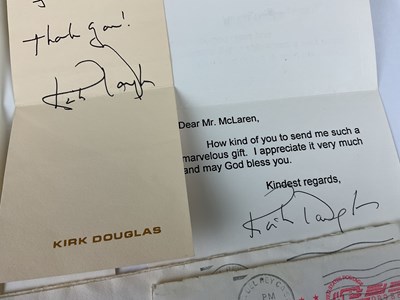 Thank you!
Kirk Douglas
KIRK DOUGLAS
Dear Mr. McLaren,
How kind of you to send me such a
marvelous gift. I appreciate it very much
and may God bless you.
Kindest regards,
Kirk Douglas
PM